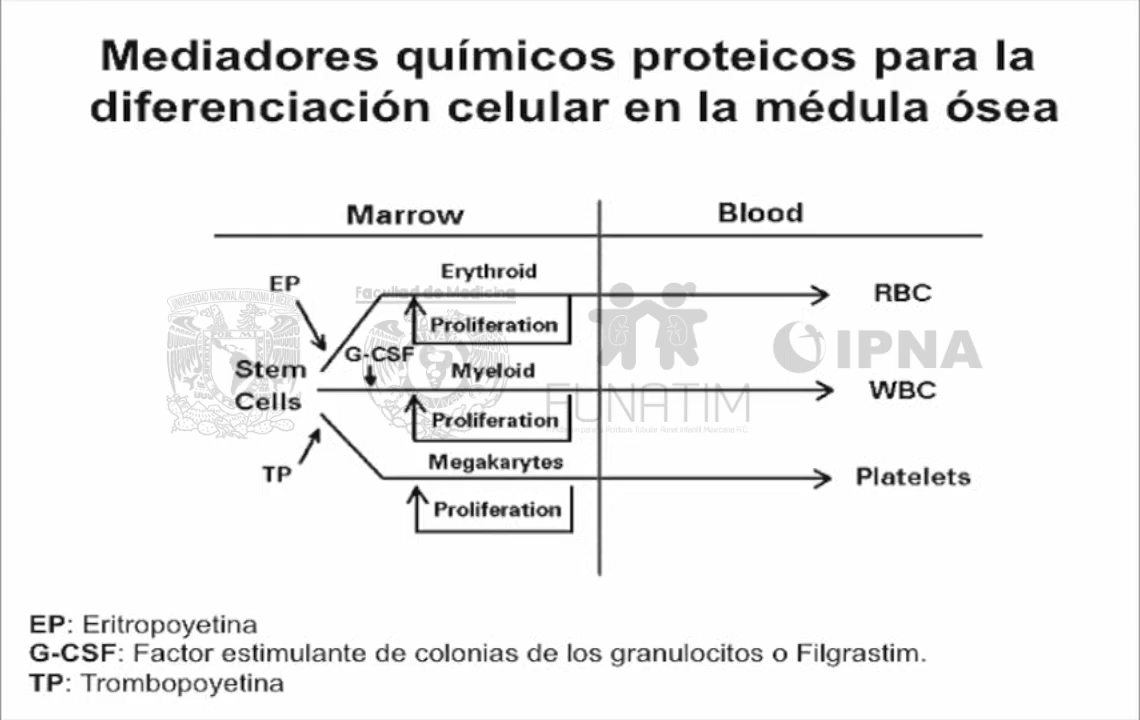 Mediadores químicos proteicos para la
diferenciación celular en la médula ósea
Marrow
Blood
Erythroid
EP
Facultad de Medicina
RBC
Proliferation
G-CSF
IPNA
Stem
Cells
Myeloid
WBC
FUNATIM
Proliferation
Megakarytes
TP
Platelets
Proliferation
EP: Eritropoyetina
G-CSF: Factor estimulante de colonias de los granulocitos o Filgrastim.
TP: Trombopoyetina